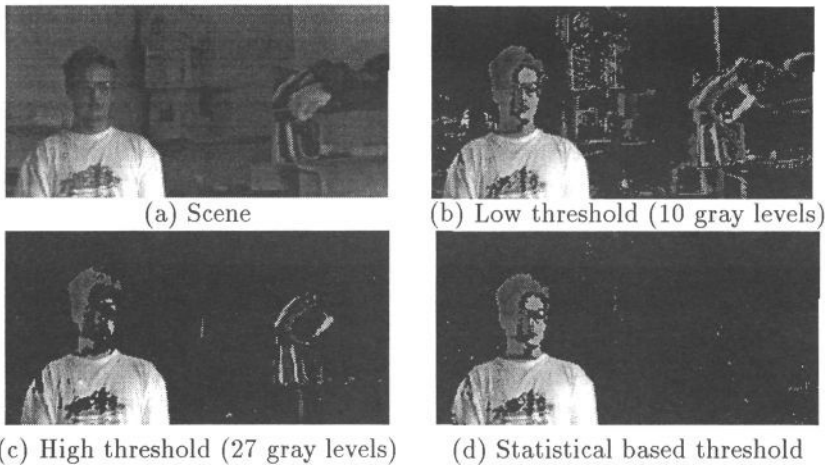 (a) Scene
(b) Low threshold (10 gray levels)
(c) High threshold (27 gray levels)
(d) Statistical based threshold